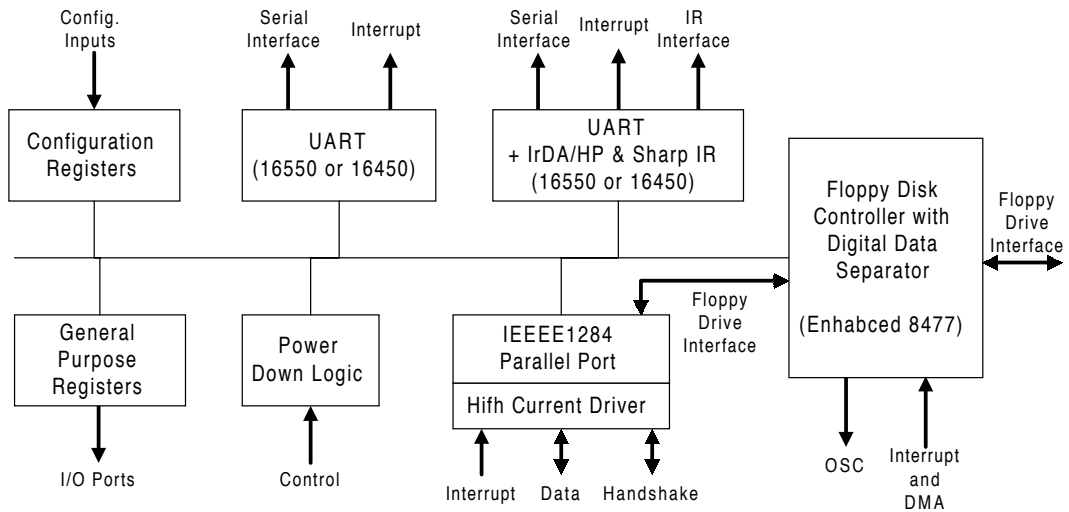 Config.
Inputs
Serial
Interface
Interrupt
Serial
Interface
Interrupt
IR
Interface
Configuration
Registers
UART
(16550 or 16450)
UART
+ IrDA/HP & Sharp IR
(16550 or 16450)
Floppy Disk
Controller with
Digital Data
Separator
(Enhabced 8477)
Floppy
Drive
Interface
General
Purpose
Registers
Power
Down Logic
IEEEE1284
Parallel Port
Hifh Current Driver
Floppy
Drive
Interface
I/O Ports
Control
Interrupt
Data
Handshake
OSC
Interrupt
and
DMA